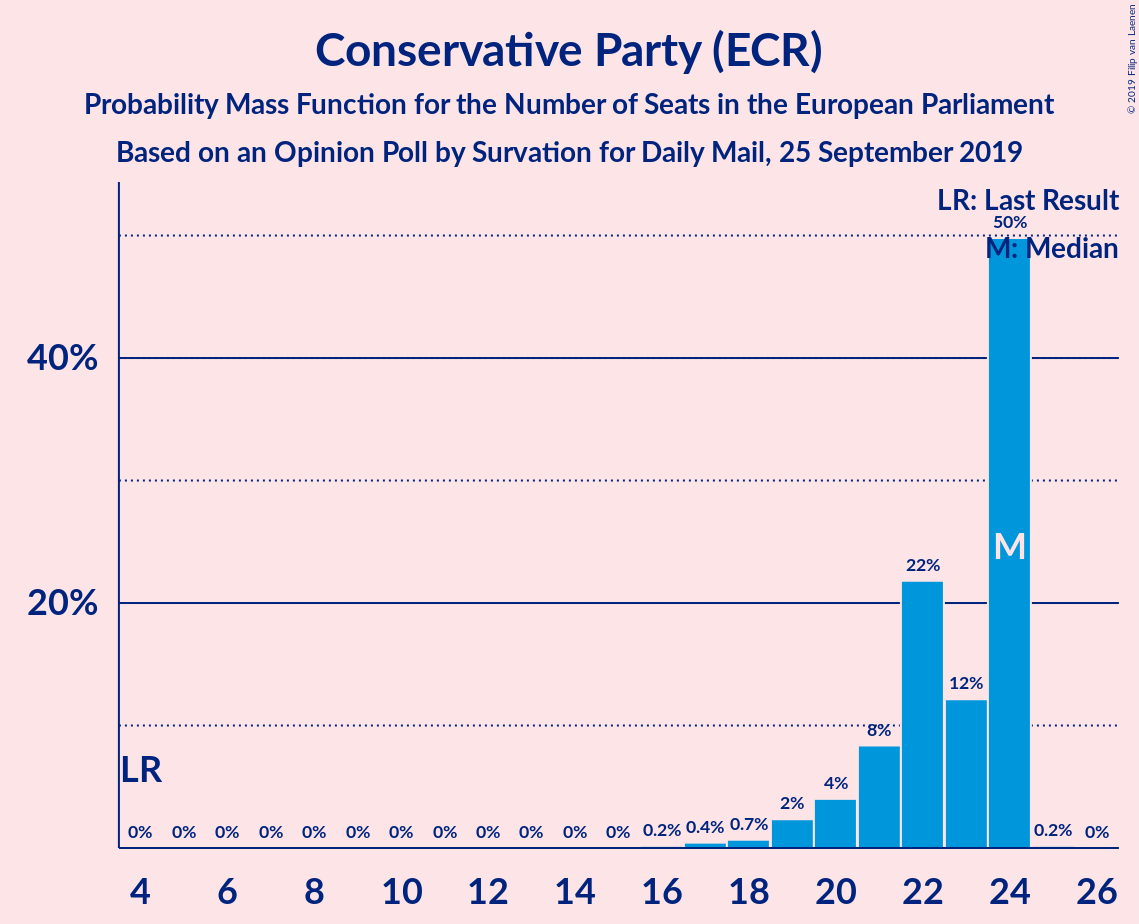 Conservative Party (ECR)
Probability Mass Function for the Number of Seats in the European Parliament
Based on an Opinion Poll by Survation for Daily Mail, 25 September 2019
© 2019 Filip van Laenen
LR: Last Result
50%
M: Median
40%
M
22%
20%
12%
8%
LR
4%
2%
0% 0% 0% 0% 0% 0% 0% 0% 0% 0% 0% 0% 0.2% 0.4% 0.7% 0.2% 0%
4 6 8 10 12 14 16 18 20 22 24 26